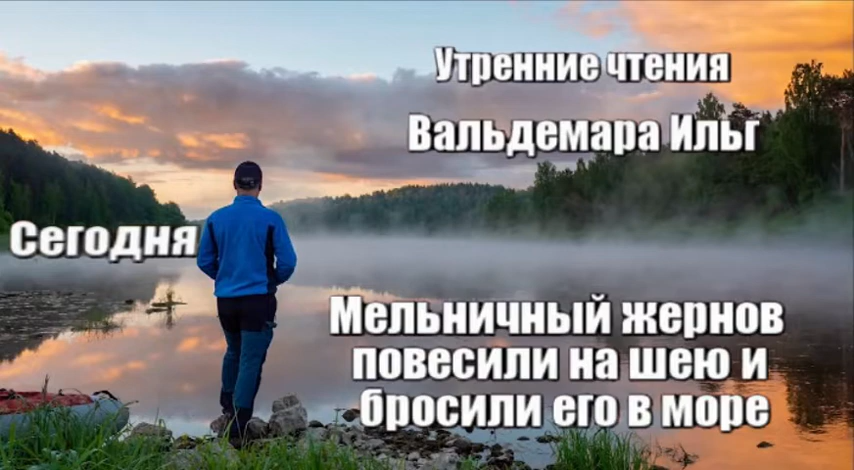 Утренние чтения
Вальдемара Ильг
Сегодня
Мельничный жернов
повесили на шею и
бросили его в море